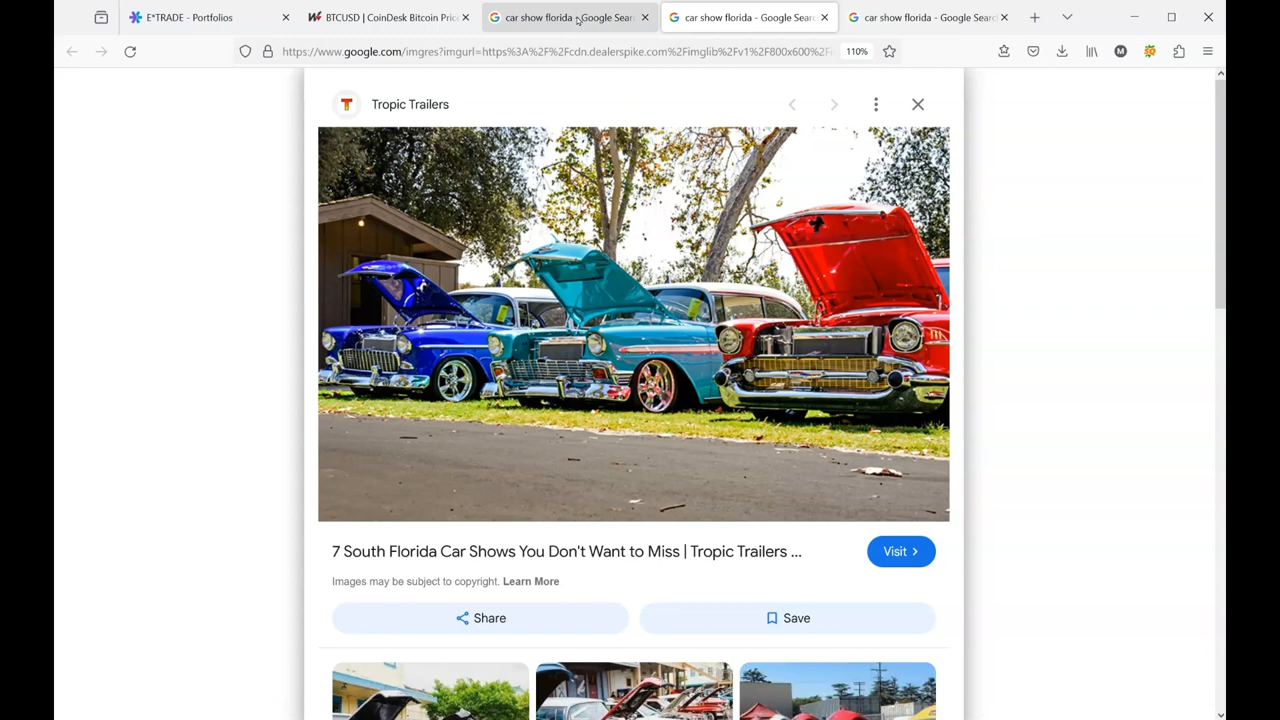 E*TRADE - Portfolios
BTCUSD | CoinDesk Bitcoin Pric
car show florida - Google Sear
car show florida - Google Searc
car show florida - Google Searc
https://www.google.com/imgres?imgurl=https%3A%2F%2Fcdn.dealerspike.com%2Fimglib%2Fv1%2F800x600%2F
110%
M
T
Tropic Trailers
7 South Florida Car Shows You Don't Want to Miss | Tropic Trailers ...
Visit
Images may be subject to copyright. Learn More
Share
Save